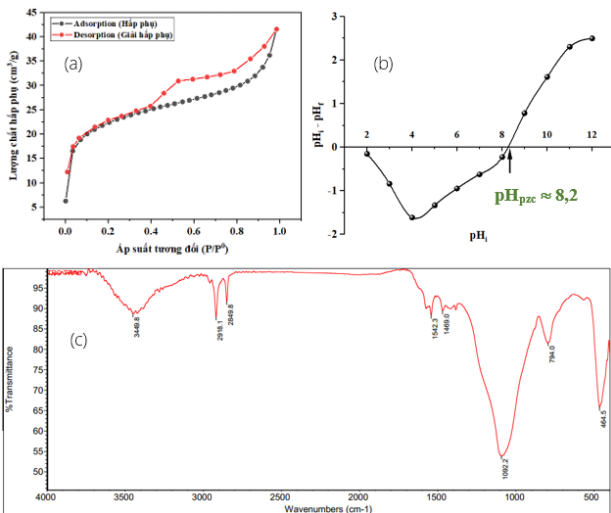 Adsorption (Hấp phụ)
Desorption (Giải hấp phụ)
(a)
Lượng chất hấp phụ (cm³/g)
45
40
35
30
25
20
15
10
5
0.0 0.2 0.4 0.6 0.8 1.0
Áp suất tương đối (P/P⁰)
(b)
pHᵢ - pH_f
3
2
1
0
-1
-2
2 4 6 8 10 12
pHpzc ≈ 8,2
pHᵢ
(c)
%Transmittance
95
90
85
80
75
70
65
60
55
50
3449.8
2918.1
2849.8
1542.3
1469.0
1092.2
794.0
464.5
4000 3500 3000 2500 2000 1500 1000 500
Wavenumbers (cm-1)